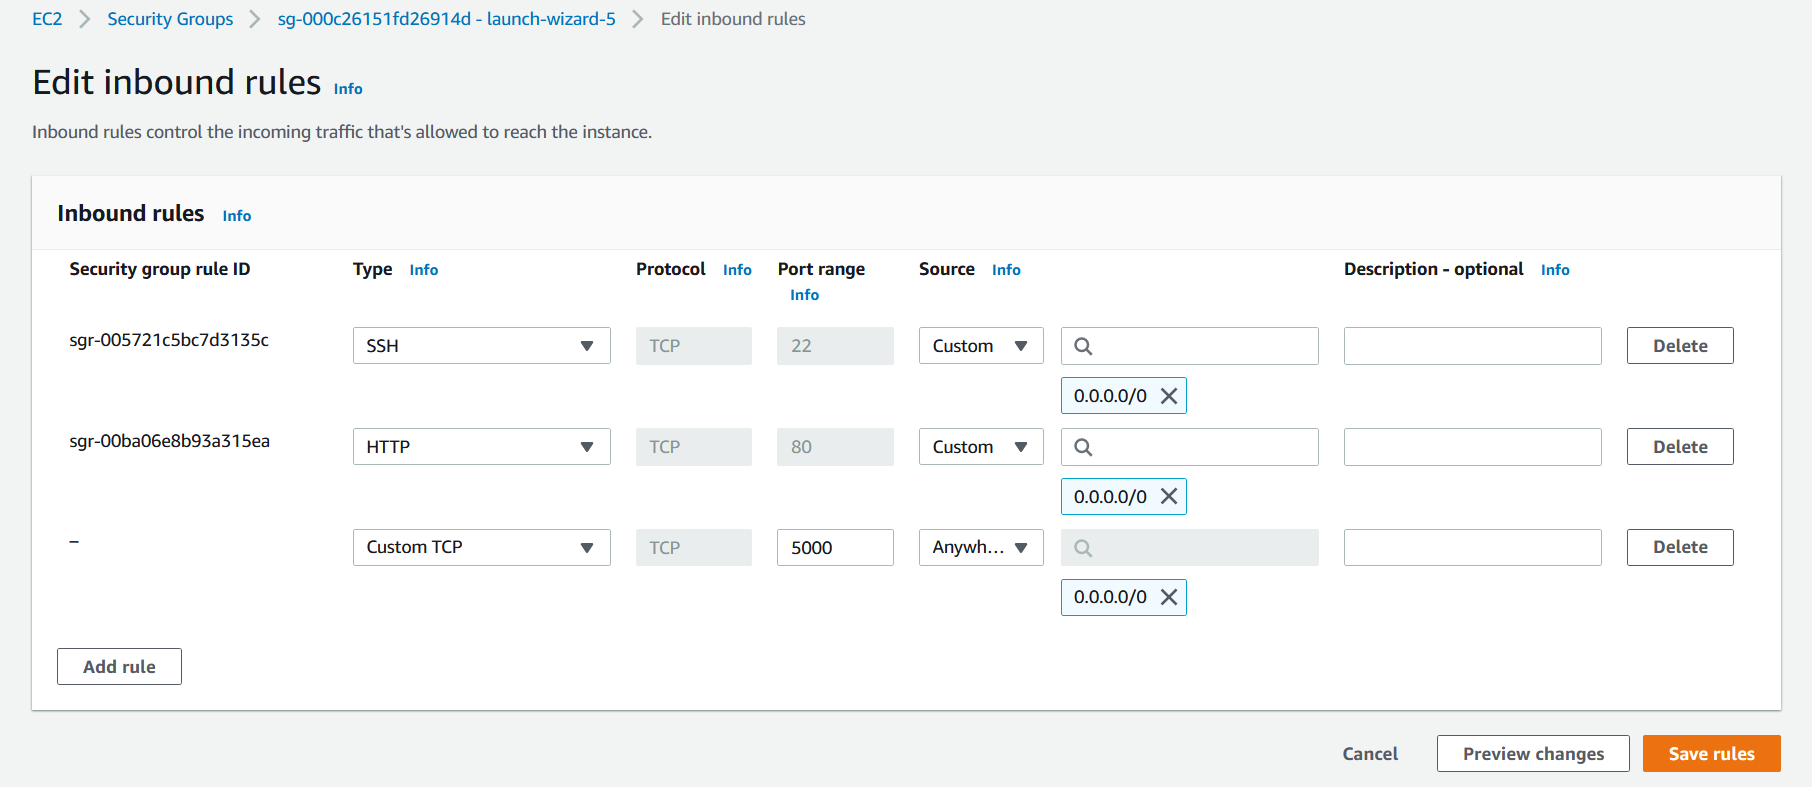 EC2 > Security Groups > sg-000c26151fd26914d - launch-wizard-5 > Edit inbound rules
Edit inbound rules Info
Inbound rules control the incoming traffic that's allowed to reach the instance.
Inbound rules Info
Security group rule ID Type Info Protocol Info Port range Source Info Description - optional Info
Info
sgr-005721c5bc7d3135c SSH TCP 22 Custom Delete
0.0.0.0/0
sgr-00ba06e8b93a315ea HTTP TCP 80 Custom Delete
0.0.0.0/0
– Custom TCP TCP 5000 Anywh... Delete
0.0.0.0/0
Add rule
Cancel Preview changes Save rules